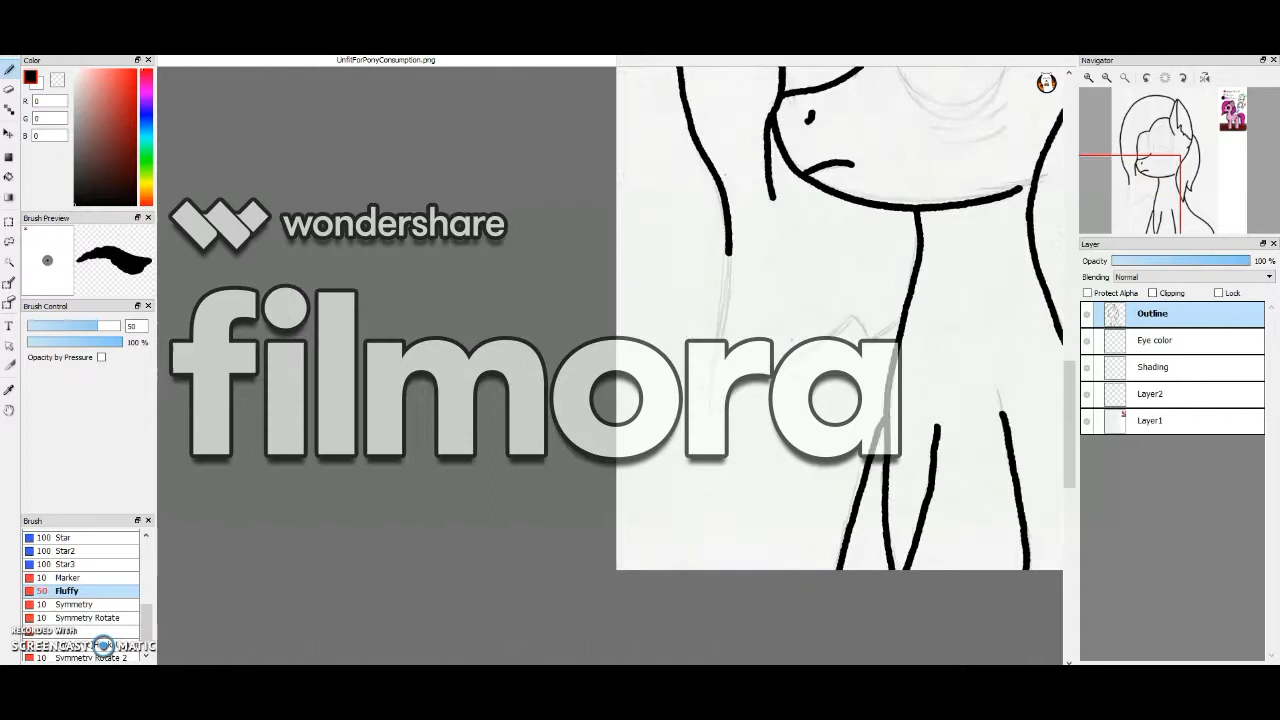 Color
UnfitForPonyConsumption.png
Navigator
R 0
G 0
B 0
Brush Preview
wondershare
filmora
Layer
Opacity 100 %
Blending Normal
Protect Alpha Clipping Lock
Outline
Eye color
Shading
Layer2
Layer1
Brush Control
50
100 %
Opacity by Pressure
Brush
100 Star
100 Star2
100 Star3
10 Marker
50 Fluffy
10 Symmetry
10 Symmetry Rotate
RECORDED WITH
SCREENCAST-O-MATIC
10 Symmetry Rotate 2